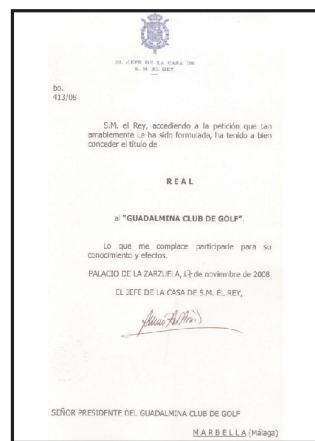 EL JEFE DE LA CASA DE
S. M. EL REY
bo.
413/08
S.M. el Rey, accediendo a la petición que tan
amablemente Le ha sido formulada, ha tenido a bien
conceder el título de
REAL
al "GUADALMINA CLUB DE GOLF".
Lo que me complace participarle para su
conocimiento y efectos.
PALACIO DE LA ZARZUELA, 17 de noviembre de 2008
EL JEFE DE LA CASA DE S.M. EL REY,
SEÑOR PRESIDENTE DEL GUADALMINA CLUB DE GOLF
MARBELLA (Málaga)